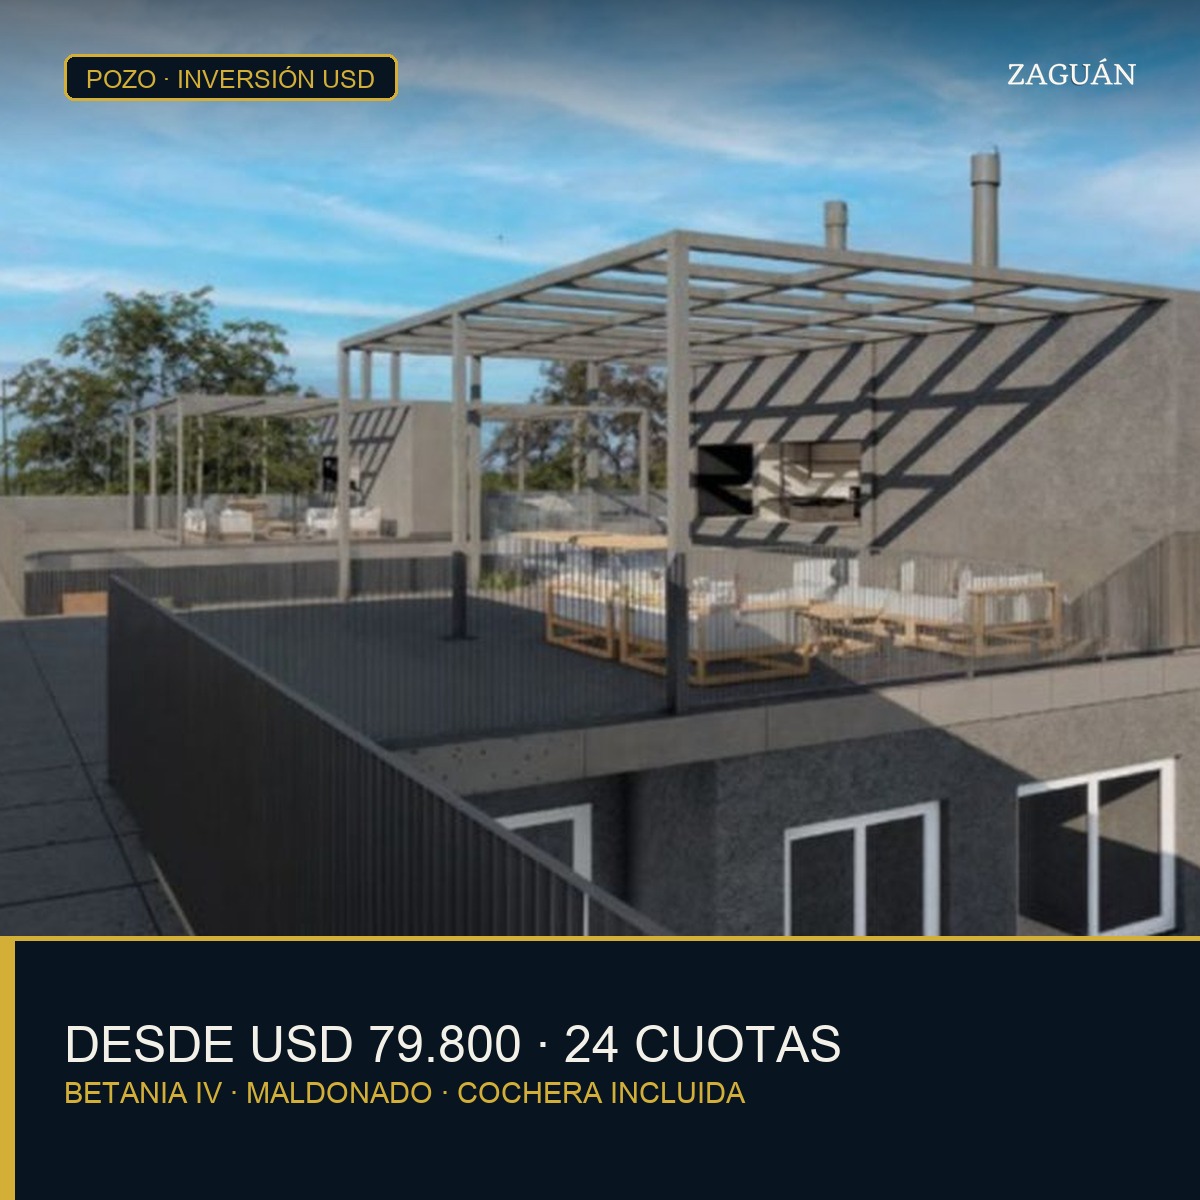 POZO · INVERSIÓN USD
ZAGUÁN
DESDE USD 79.800 · 24 CUOTAS
BETANIA IV · MALDONADO · COCHERA INCLUIDA